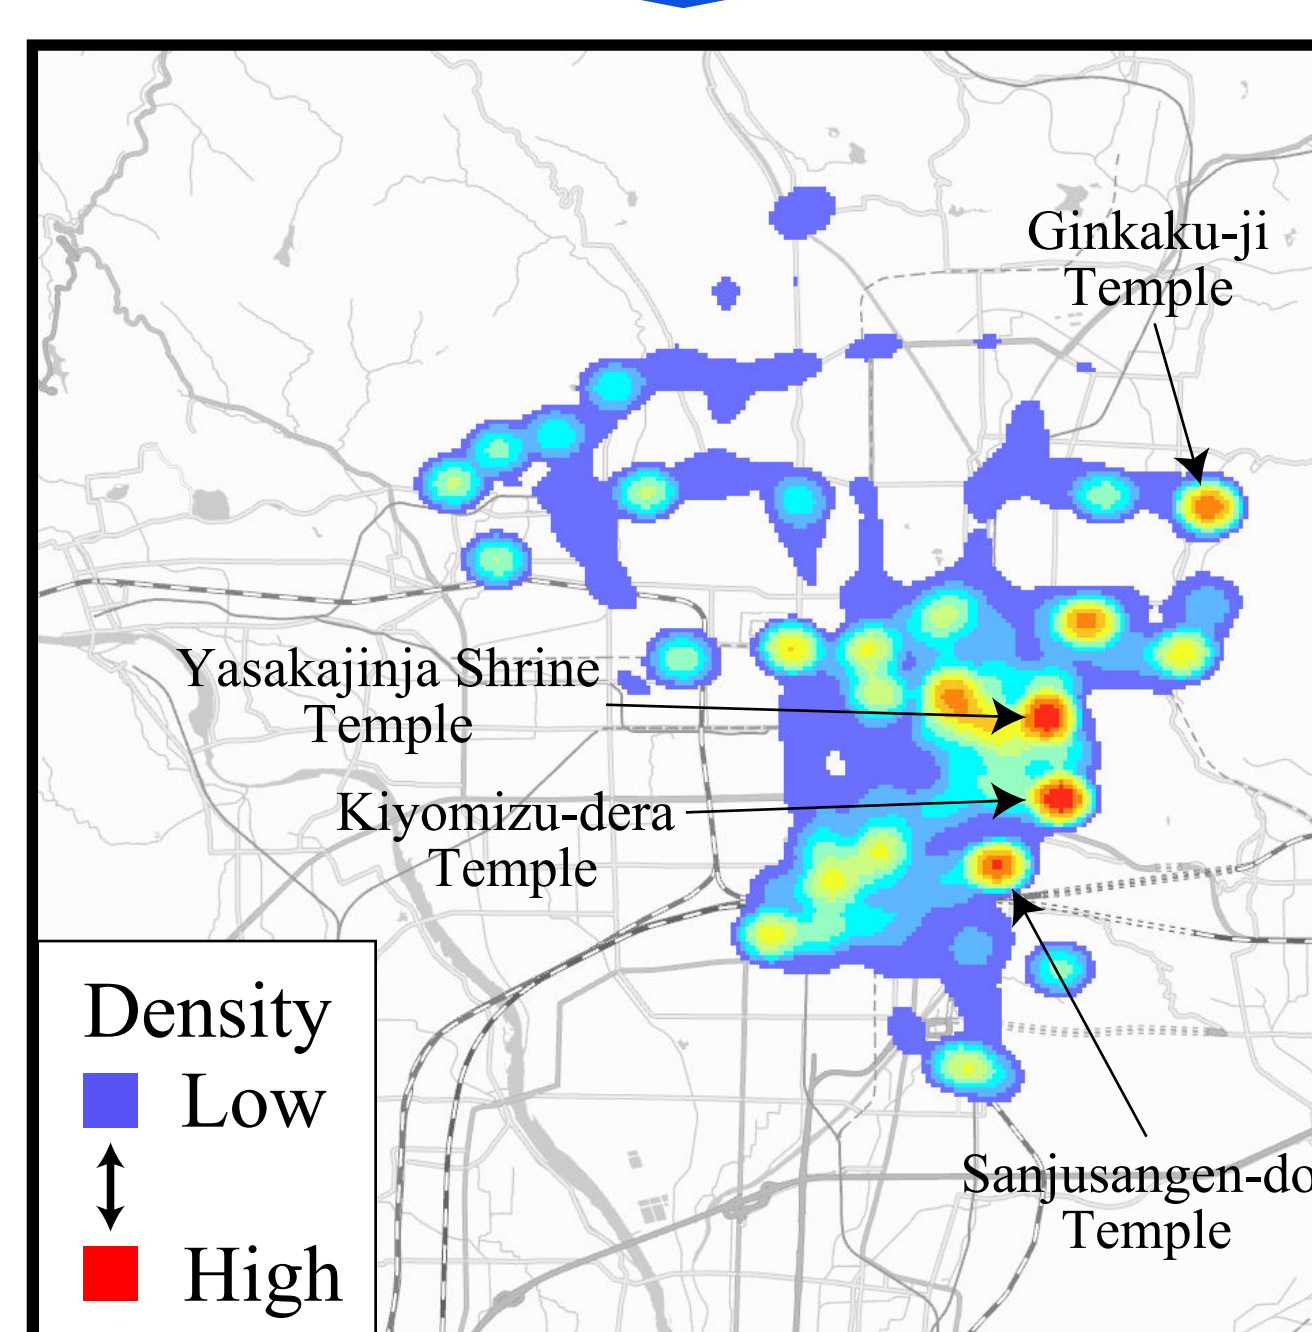 Ginkaku-ji
Temple
Yasakajinja Shrine
Temple
Kiyomizu-dera
Temple
Sanjusangen-do
Temple
Density
Low
High